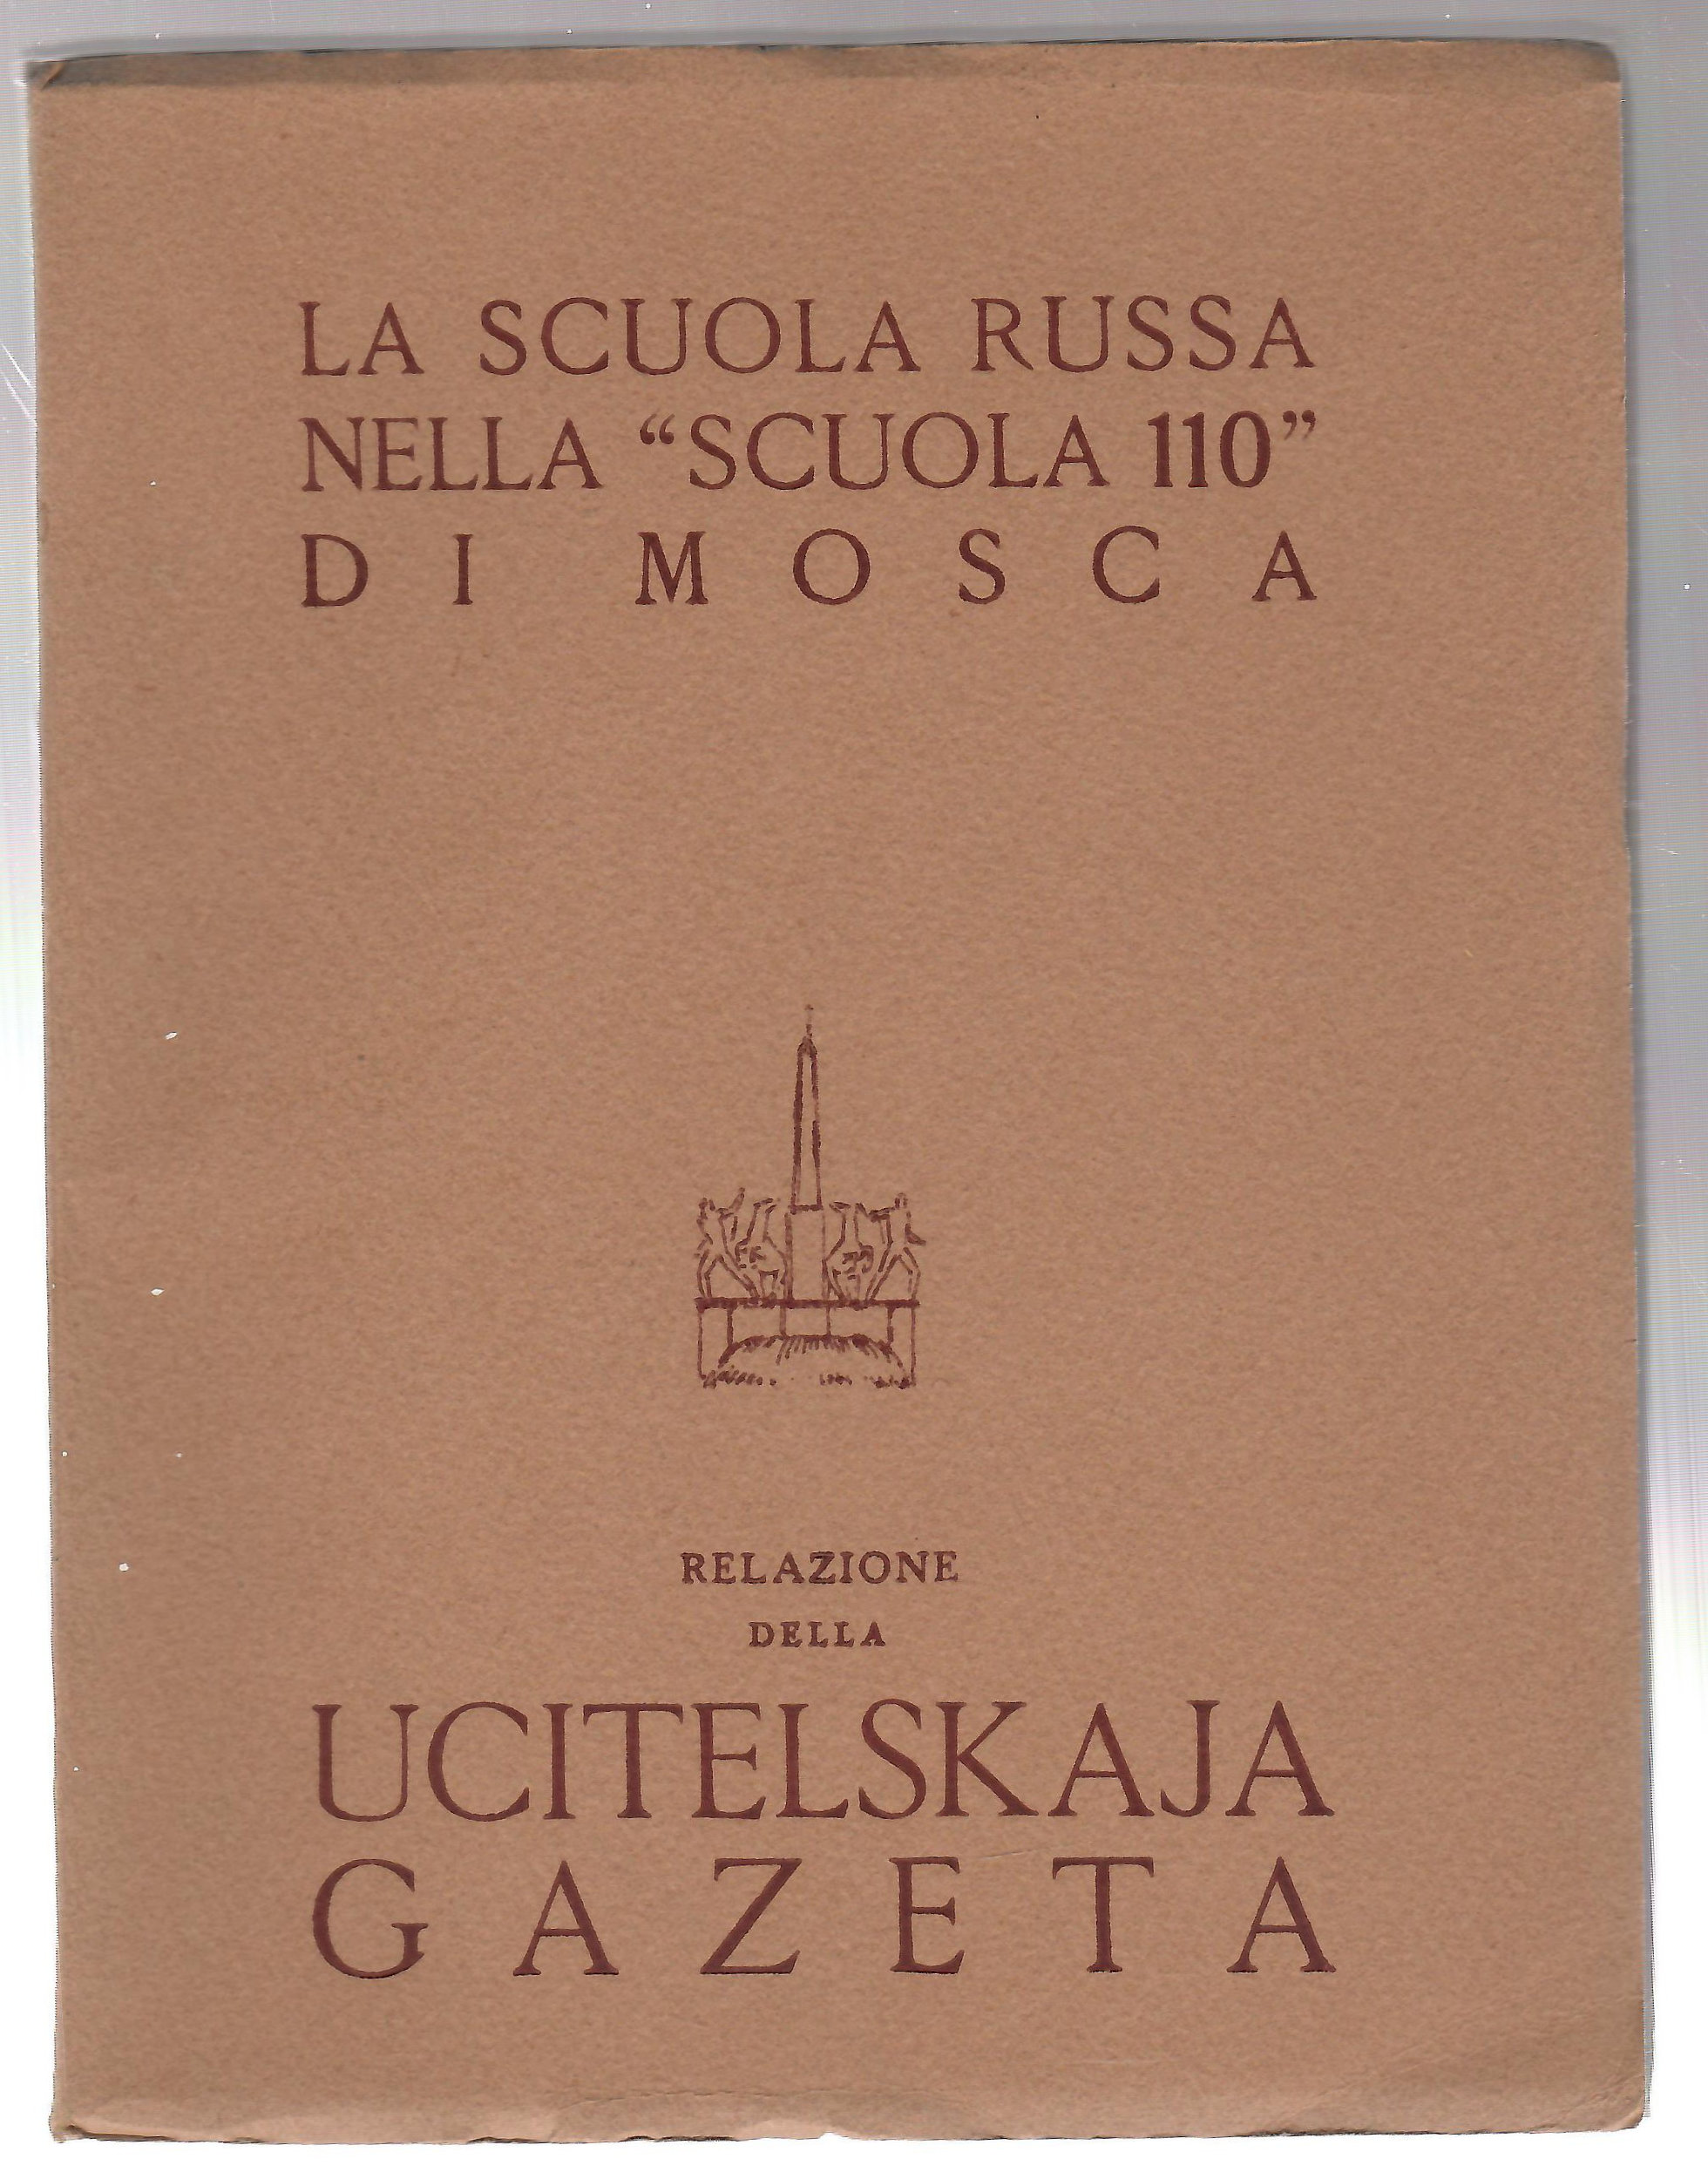 LA SCUOLA RUSSA
NELLA “SCUOLA 110”
DI MOSCA
RELAZIONE
DELLA
UCITELSKAJA
GAZETA